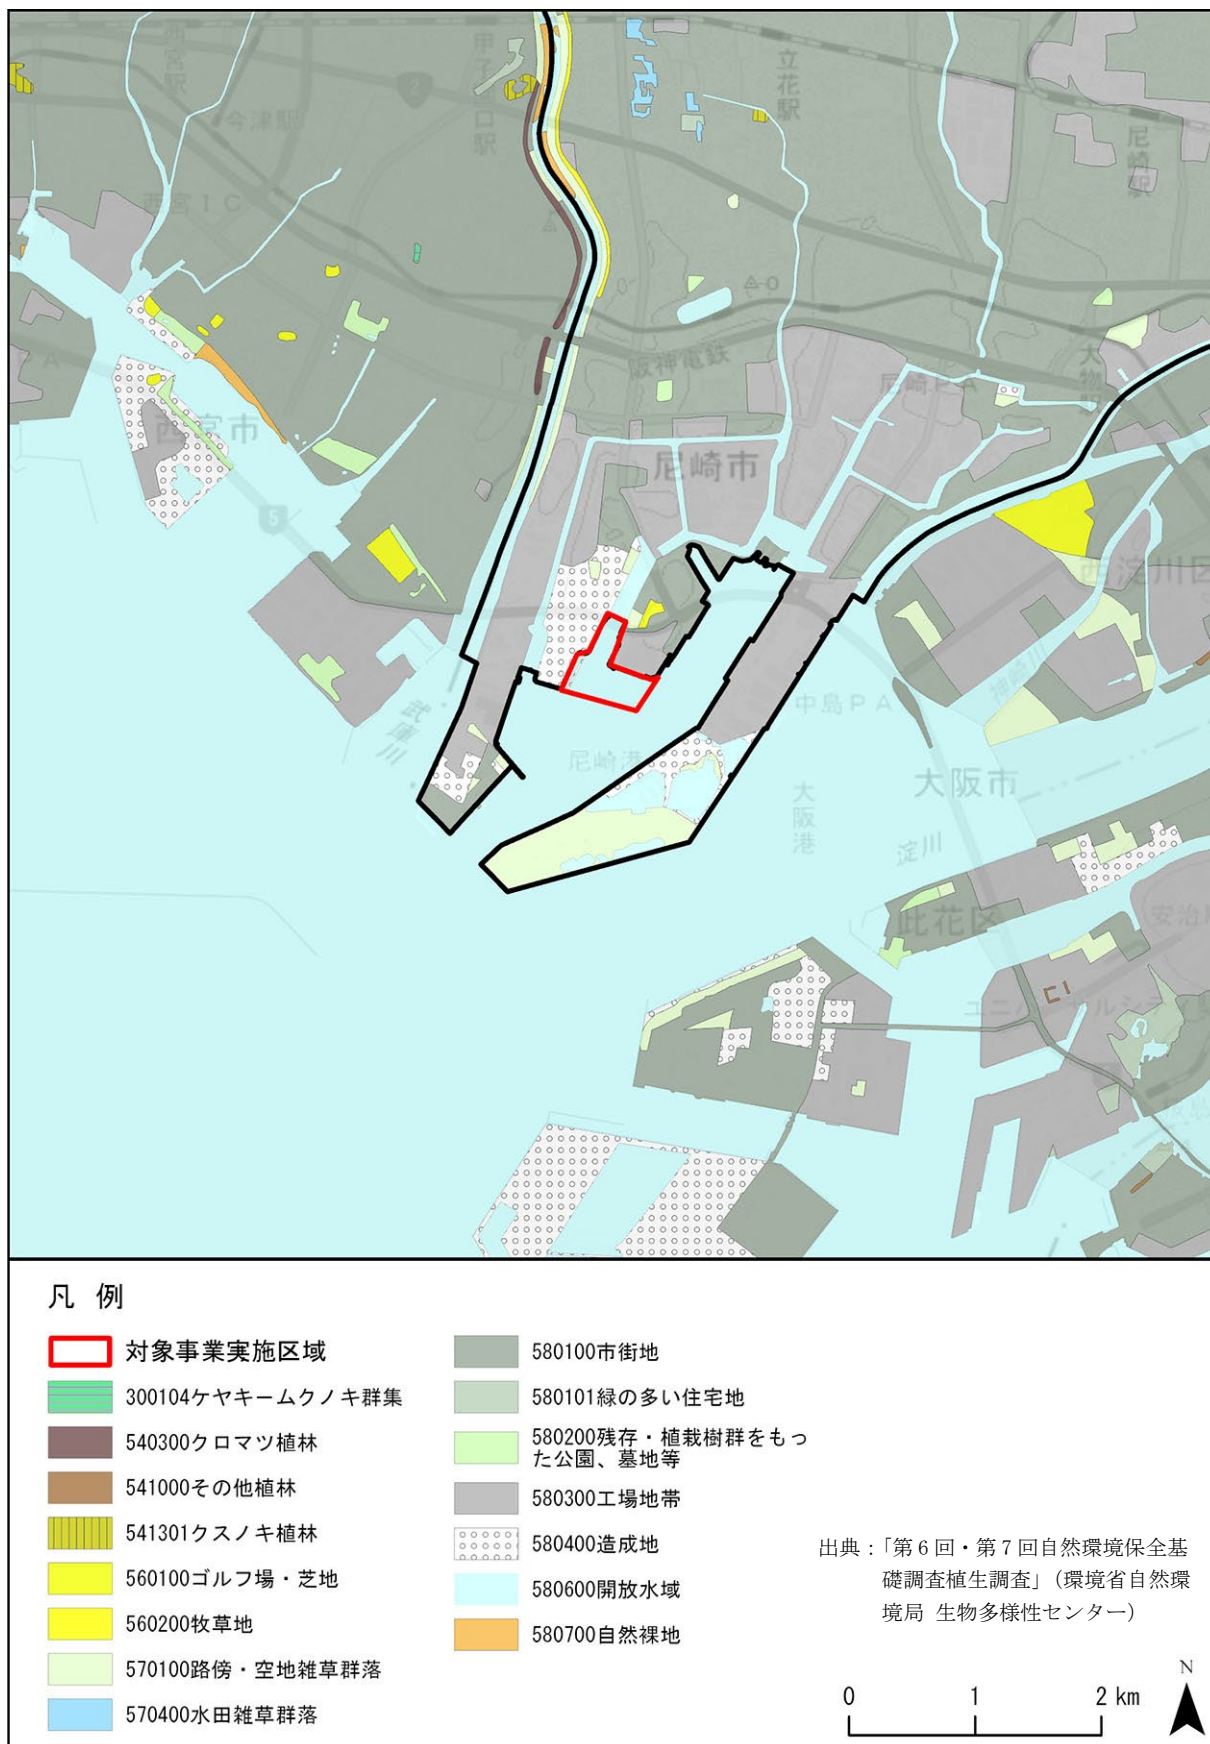 西宮駅
甲子園口駅
立花駅
尼崎駅
2
今津駅
西宮IC
阪神電鉄
尼崎PA
大物駅
西宮市
尼崎市
5
西淀川区
神崎川
中島PA
武庫川
尼崎港
大阪市
大阪港
淀川
此花区
安治川
凡 例
対象事業実施区域
300104ケヤキームクノキ群集
540300クロマツ植林
541000その他植林
541301クスノキ植林
560100ゴルフ場・芝地
560200牧草地
570100路傍・空地雑草群落
570400水田雑草群落
580100市街地
580101緑の多い住宅地
580200残存・植栽樹群をもっ
た公園、墓地等
580300工場地帯
580400造成地
580600開放水域
580700自然裸地
出典：「第6回・第7回自然環境保全基
礎調査植生調査」（環境省自然環
境局 生物多様性センター）
N
0 1 2 km